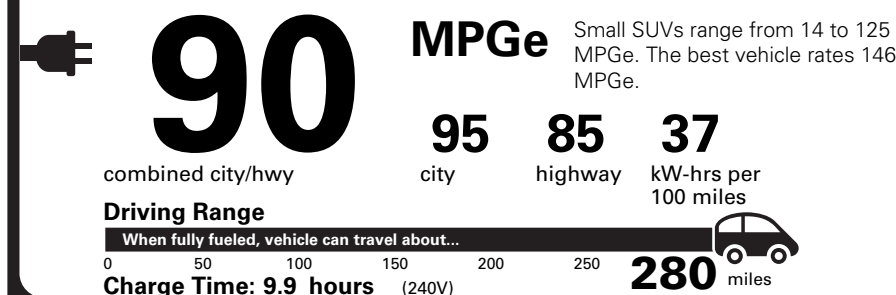 90
combined city/hwy
MPGe
Small SUVs range from 14 to 125
MPGe. The best vehicle rates 146
MPGe.
95
city
85
highway
37
kW-hrs per
100 miles
Driving Range
When fully fueled, vehicle can travel about...
0 50 100 150 200 250 280 miles
Charge Time: 9.9 hours (240V)